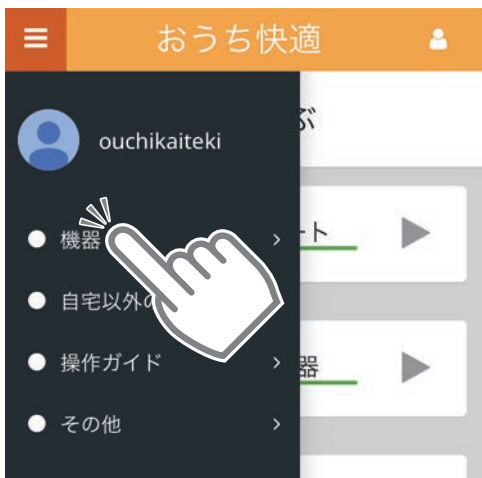 おうち快適
ぶ
ouchikaiteki
機器
ート
自宅以外の
器
操作ガイド
その他